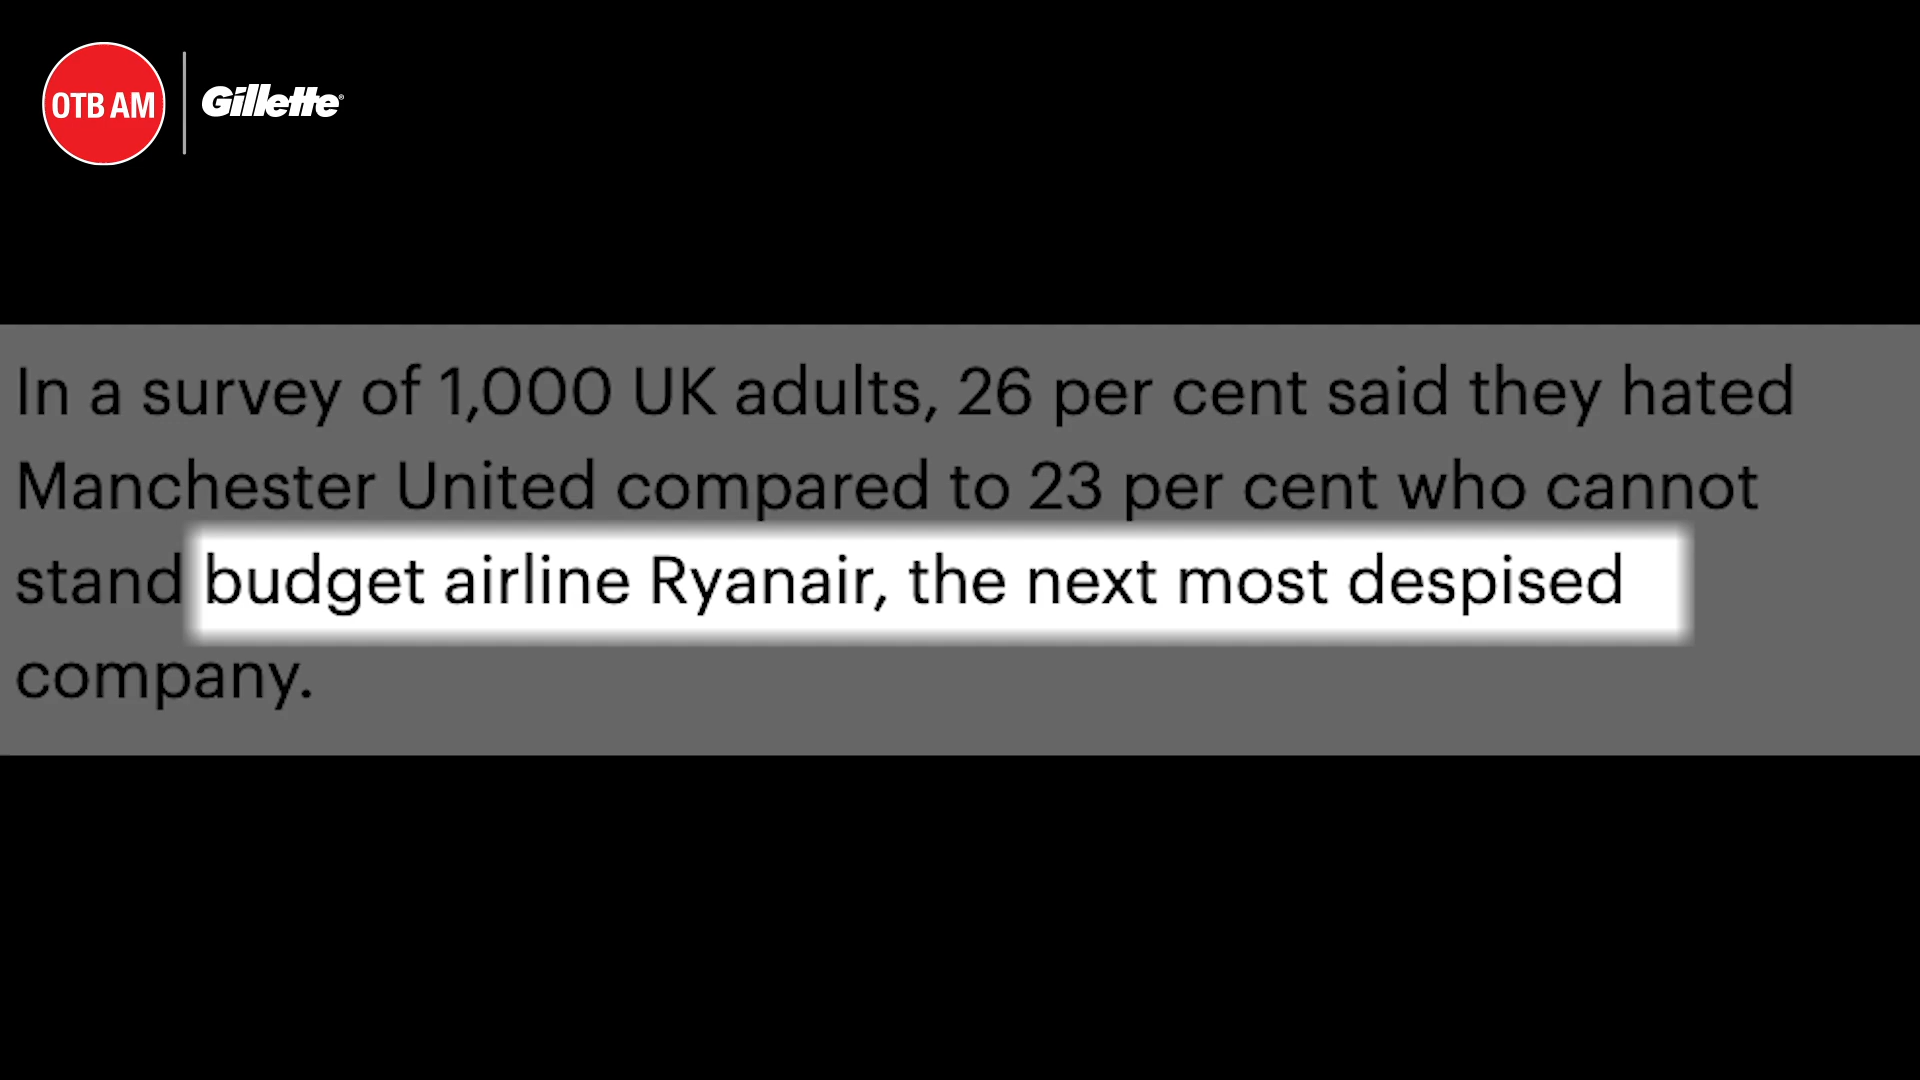 OTB AM
Gillette®
In a survey of 1,000 UK adults, 26 per cent said they hated
Manchester United compared to 23 per cent who cannot
stand budget airline Ryanair, the next most despised
company.